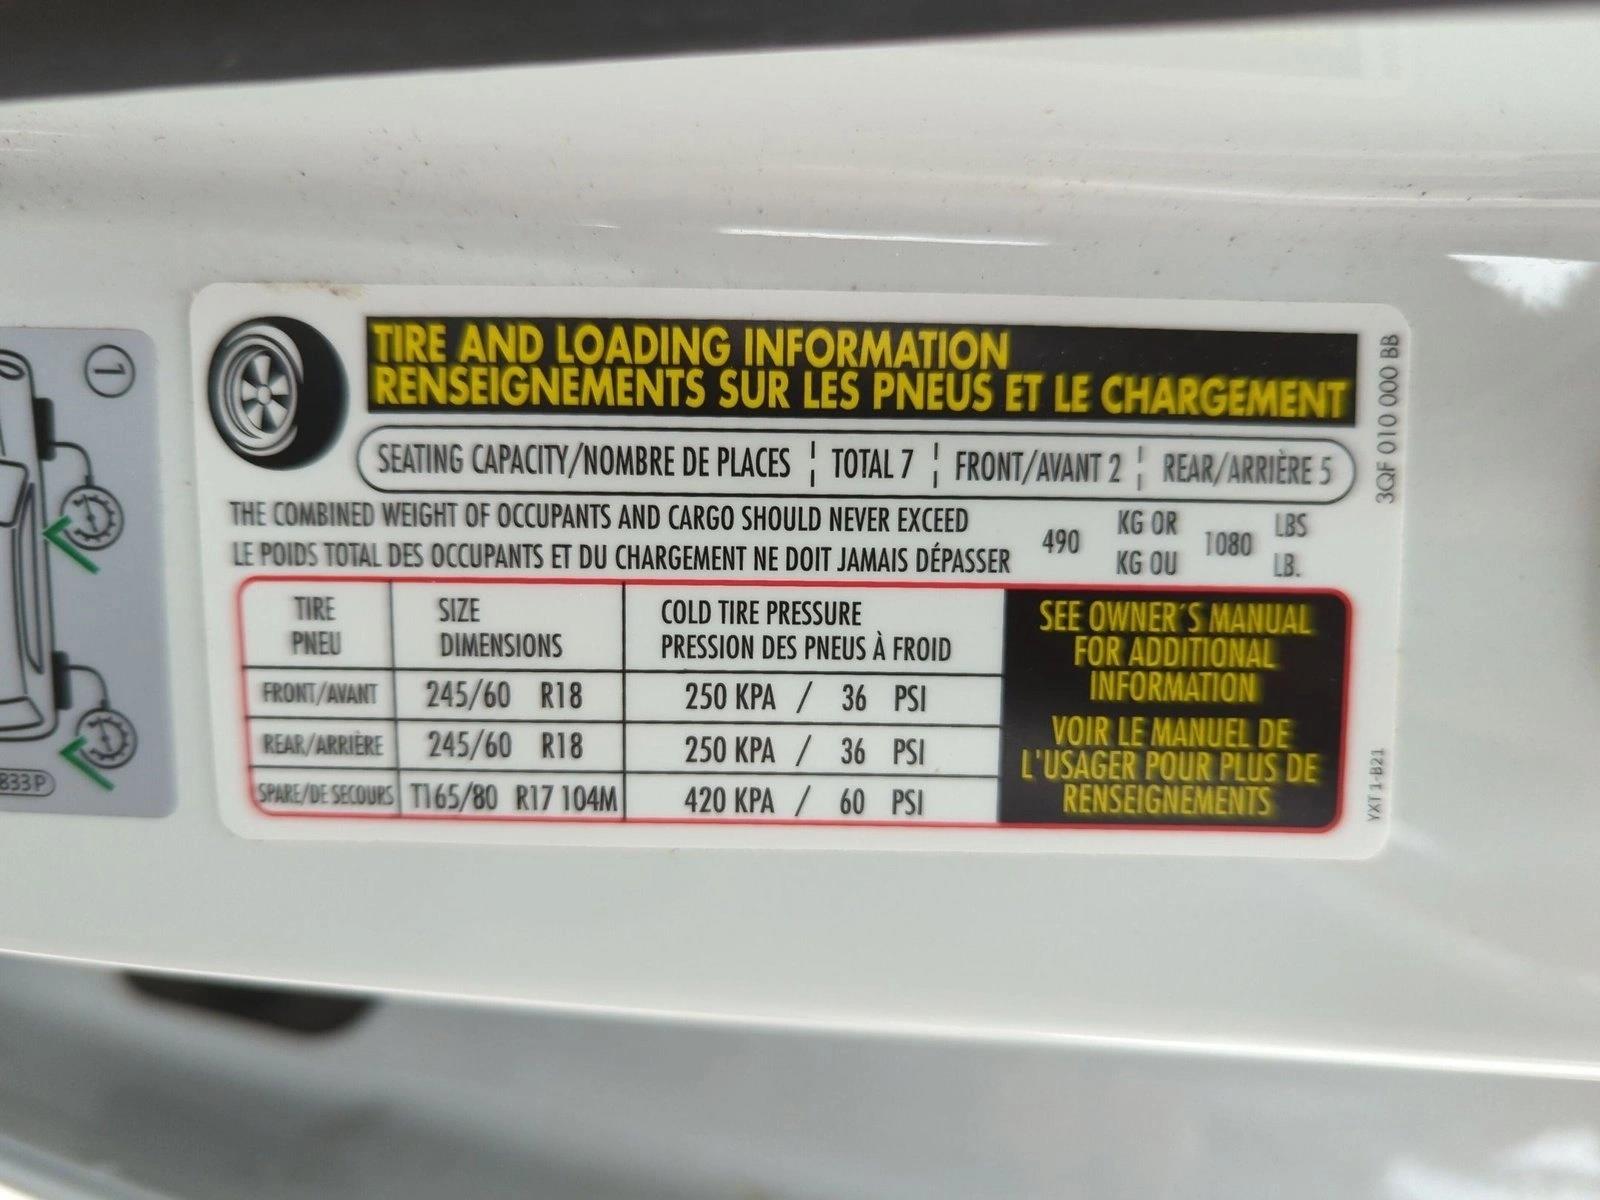 TIRE AND LOADING INFORMATION
RENSEIGNEMENTS SUR LES PNEUS ET LE CHARGEMENT
SEATING CAPACITY/NOMBRE DE PLACES ¦ TOTAL 7 ¦ FRONT/AVANT 2 ¦ REAR/ARRIÈRE 5
THE COMBINED WEIGHT OF OCCUPANTS AND CARGO SHOULD NEVER EXCEED
LE POIDS TOTAL DES OCCUPANTS ET DU CHARGEMENT NE DOIT JAMAIS DÉPASSER
490 KG OR 1080 LBS
KG OU LB.
TIRE SIZE COLD TIRE PRESSURE
PNEU DIMENSIONS PRESSION DES PNEUS À FROID
FRONT/AVANT 245/60 R18 250 KPA / 36 PSI
REAR/ARRIÈRE 245/60 R18 250 KPA / 36 PSI
SPARE/DE SECOURS T165/80 R17 104M 420 KPA / 60 PSI
SEE OWNER´S MANUAL
FOR ADDITIONAL
INFORMATION
VOIR LE MANUEL DE
L'USAGER POUR PLUS DE
RENSEIGNEMENTS
3QF 010 000 BB
YXT1-B21
1
833P